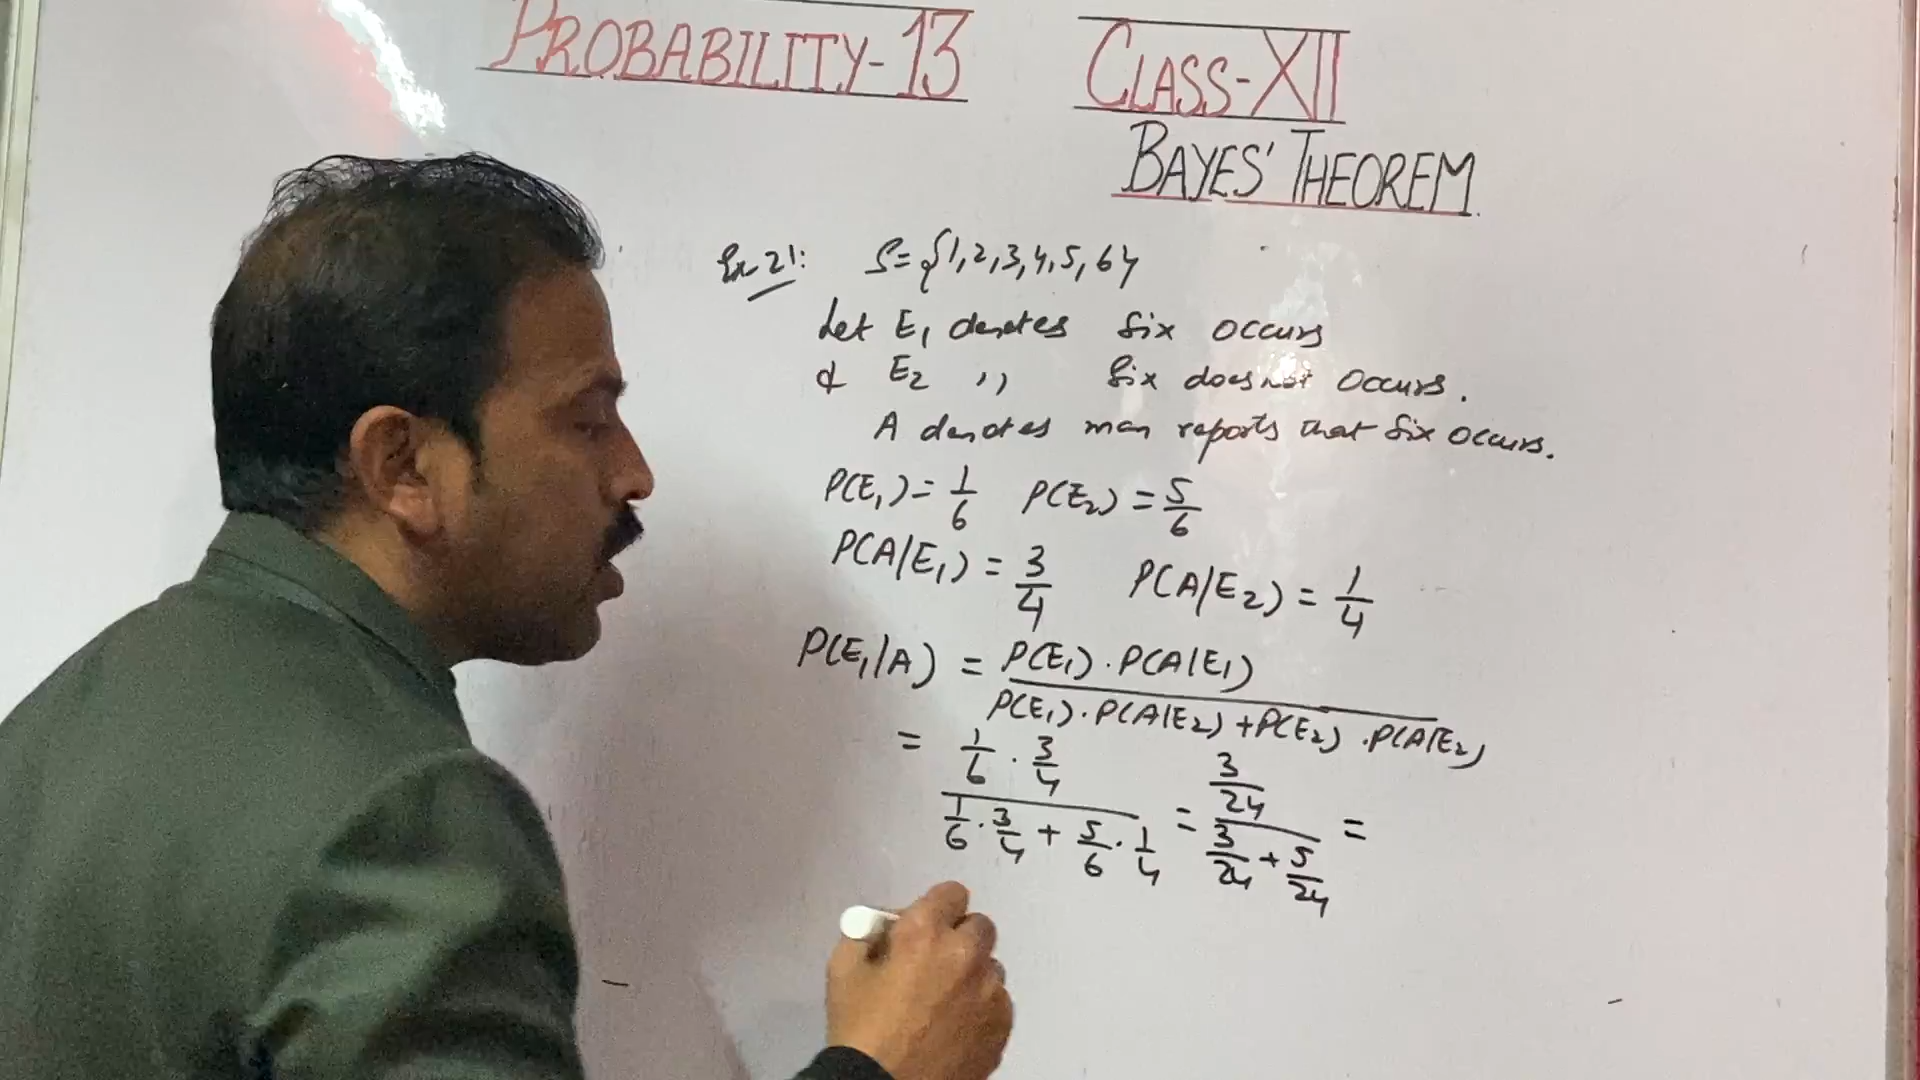 PROBABILITY-13 CLASS-XII
BAYES' THEOREM
Ex 21: S={1,2,3,4,5,6}
Let E₁ denotes Six occurs
& E₂ ,, Six does not occurs.
A denotes man reports that Six occurs.
P(E₁)=1/6 P(E₂)=5/6
P(A/E₁)=3/4 P(A/E₂)=1/4
P(E₁/A) = P(E₁).P(A/E₁) / P(E₁).P(A/E₂)+P(E₂).P(A/E₂)
= (1/6 . 3/4) / (1/6 . 3/4 + 5/6 . 1/4) = (3/24) / (3/24 + 5/24) =